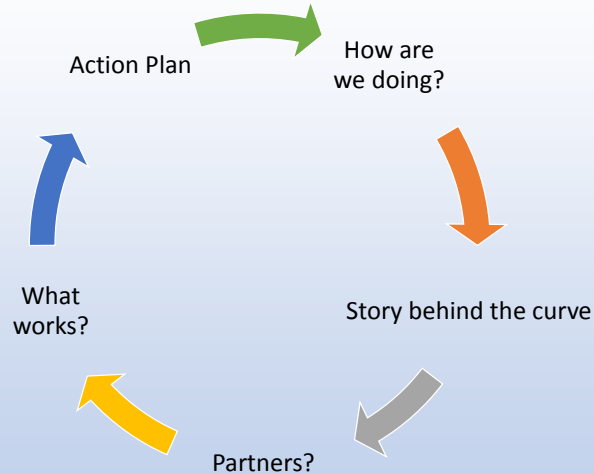 Action Plan
How are
we doing?
Story behind the curve
Partners?
What
works?